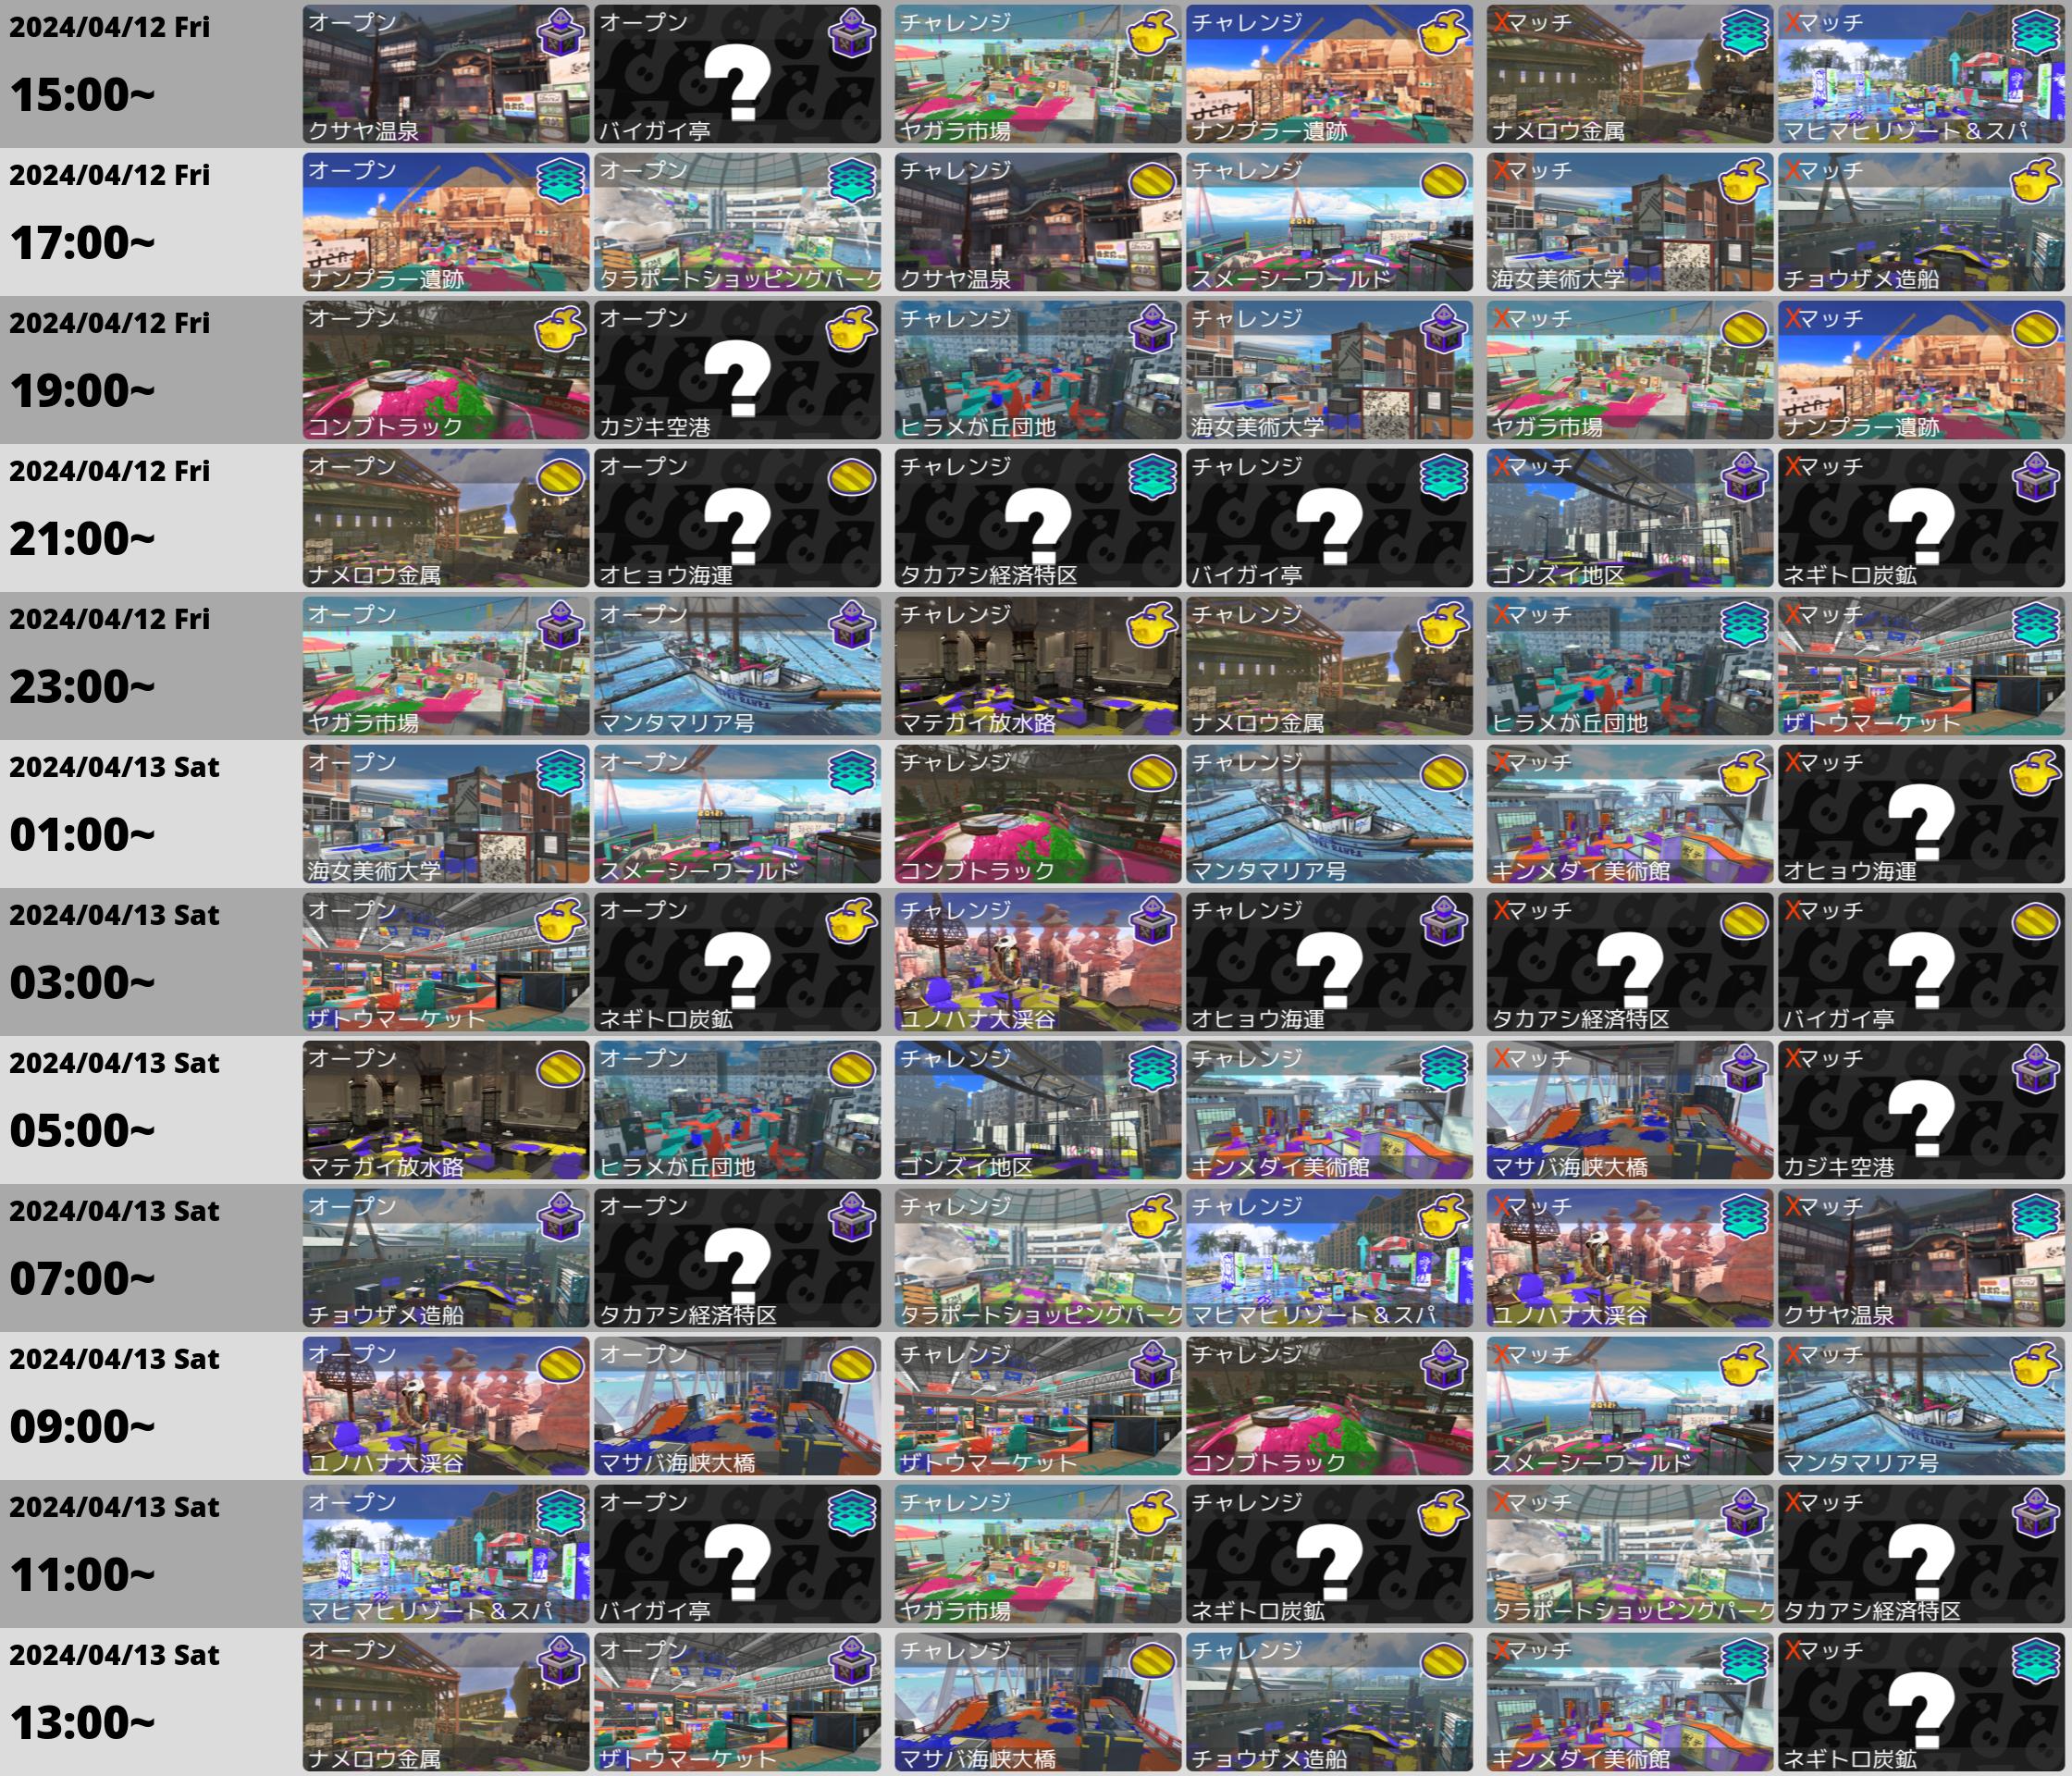 2024/04/12 Fri
15:00~
オープン
クサヤ温泉
オープン
バイガイ亭
チャレンジ
ヤガラ市場
チャレンジ
ナンプラー遺跡
Xマッチ
ナメロウ金属
Xマッチ
マヒマヒリゾート&スパ
2024/04/12 Fri
17:00~
オープン
ナンプラー遺跡
オープン
タラポートショッピングパーク
チャレンジ
クサヤ温泉
チャレンジ
スメーシーワールド
Xマッチ
海女美術大学
Xマッチ
チョウザメ造船
2024/04/12 Fri
19:00~
オープン
コンブトラック
オープン
カジキ空港
チャレンジ
ヒラメが丘団地
チャレンジ
海女美術大学
Xマッチ
ヤガラ市場
Xマッチ
ナンプラー遺跡
2024/04/12 Fri
21:00~
オープン
ナメロウ金属
オープン
オヒョウ海運
チャレンジ
タカアシ経済特区
チャレンジ
バイガイ亭
Xマッチ
ゴンズイ地区
Xマッチ
ネギトロ炭鉱
2024/04/12 Fri
23:00~
オープン
ヤガラ市場
オープン
マンタマリア号
チャレンジ
マテガイ放水路
チャレンジ
ナメロウ金属
Xマッチ
ヒラメが丘団地
Xマッチ
ザトウマーケット
2024/04/13 Sat
01:00~
オープン
海女美術大学
オープン
スメーシーワールド
チャレンジ
コンブトラック
チャレンジ
マンタマリア号
Xマッチ
キンメダイ美術館
Xマッチ
オヒョウ海運
2024/04/13 Sat
03:00~
オープン
ザトウマーケット
オープン
ネギトロ炭鉱
チャレンジ
ユノハナ大渓谷
チャレンジ
オヒョウ海運
Xマッチ
タカアシ経済特区
Xマッチ
バイガイ亭
2024/04/13 Sat
05:00~
オープン
マテガイ放水路
オープン
ヒラメが丘団地
チャレンジ
ゴンズイ地区
チャレンジ
キンメダイ美術館
Xマッチ
マサバ海峡大橋
Xマッチ
カジキ空港
2024/04/13 Sat
07:00~
オープン
チョウザメ造船
オープン
タカアシ経済特区
チャレンジ
タラポートショッピングパーク
チャレンジ
マヒマヒリゾート&スパ
Xマッチ
ユノハナ大渓谷
Xマッチ
クサヤ温泉
2024/04/13 Sat
09:00~
オープン
ユノハナ大渓谷
オープン
マサバ海峡大橋
チャレンジ
ザトウマーケット
チャレンジ
コンブトラック
Xマッチ
スメーシーワールド
Xマッチ
マンタマリア号
2024/04/13 Sat
11:00~
オープン
マヒマヒリゾート&スパ
オープン
バイガイ亭
チャレンジ
ヤガラ市場
チャレンジ
ネギトロ炭鉱
Xマッチ
タラポートショッピングパーク
Xマッチ
タカアシ経済特区
2024/04/13 Sat
13:00~
オープン
ナメロウ金属
オープン
ザトウマーケット
チャレンジ
マサバ海峡大橋
チャレンジ
チョウザメ造船
Xマッチ
キンメダイ美術館
Xマッチ
ネギトロ炭鉱